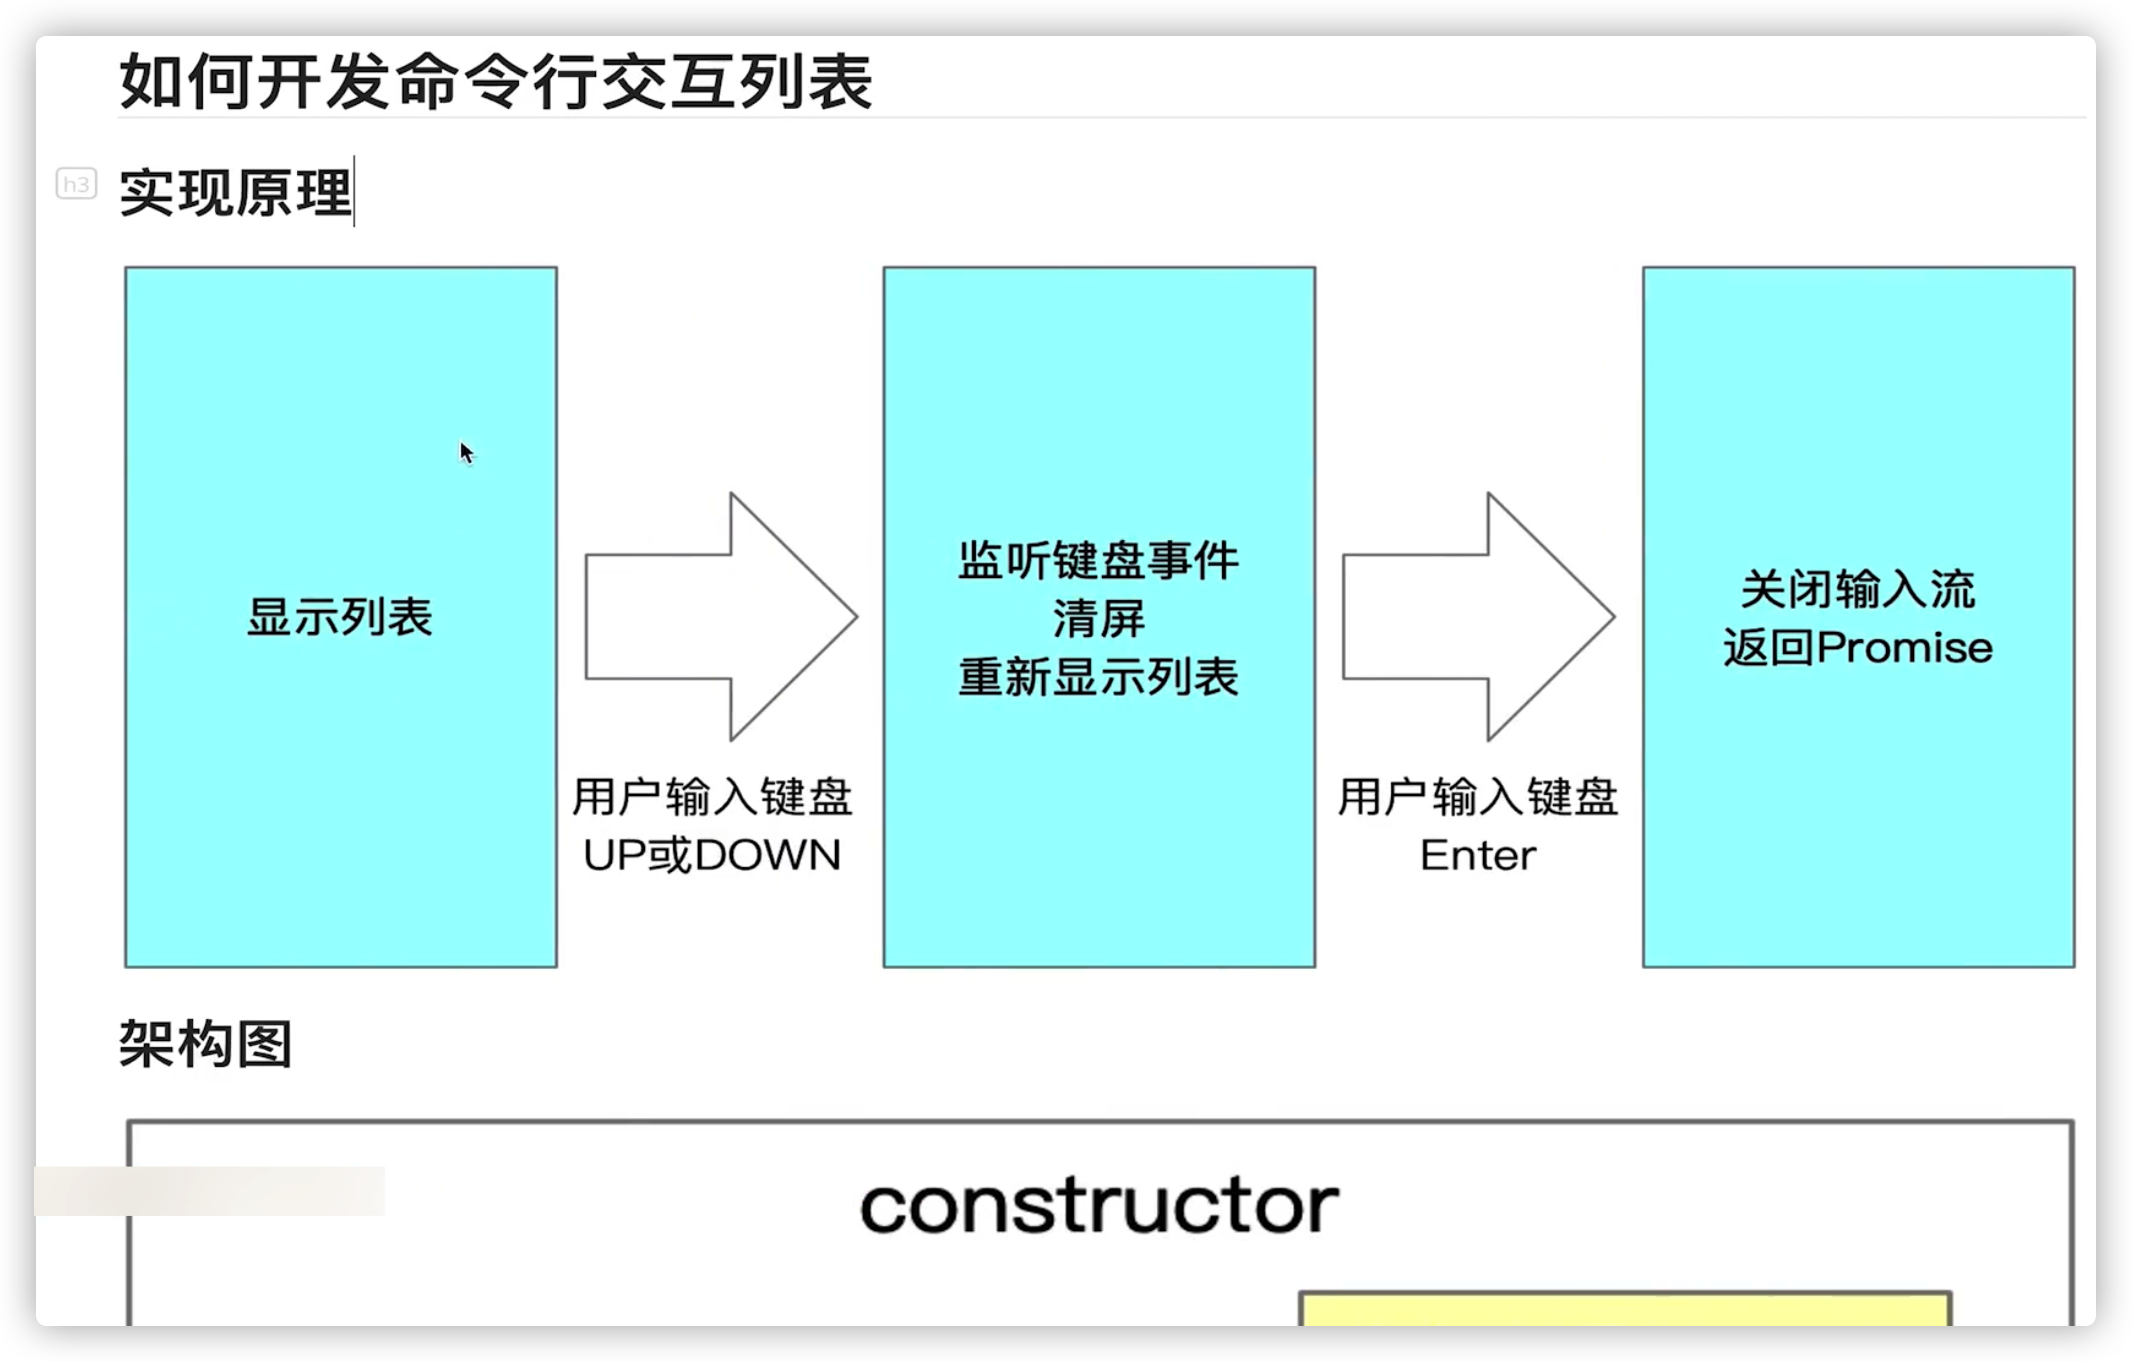 如何开发命令行交互列表
h3
实现原理
显示列表
用户输入键盘
UP或DOWN
监听键盘事件
清屏
重新显示列表
用户输入键盘
Enter
关闭输入流
返回Promise
架构图
constructor